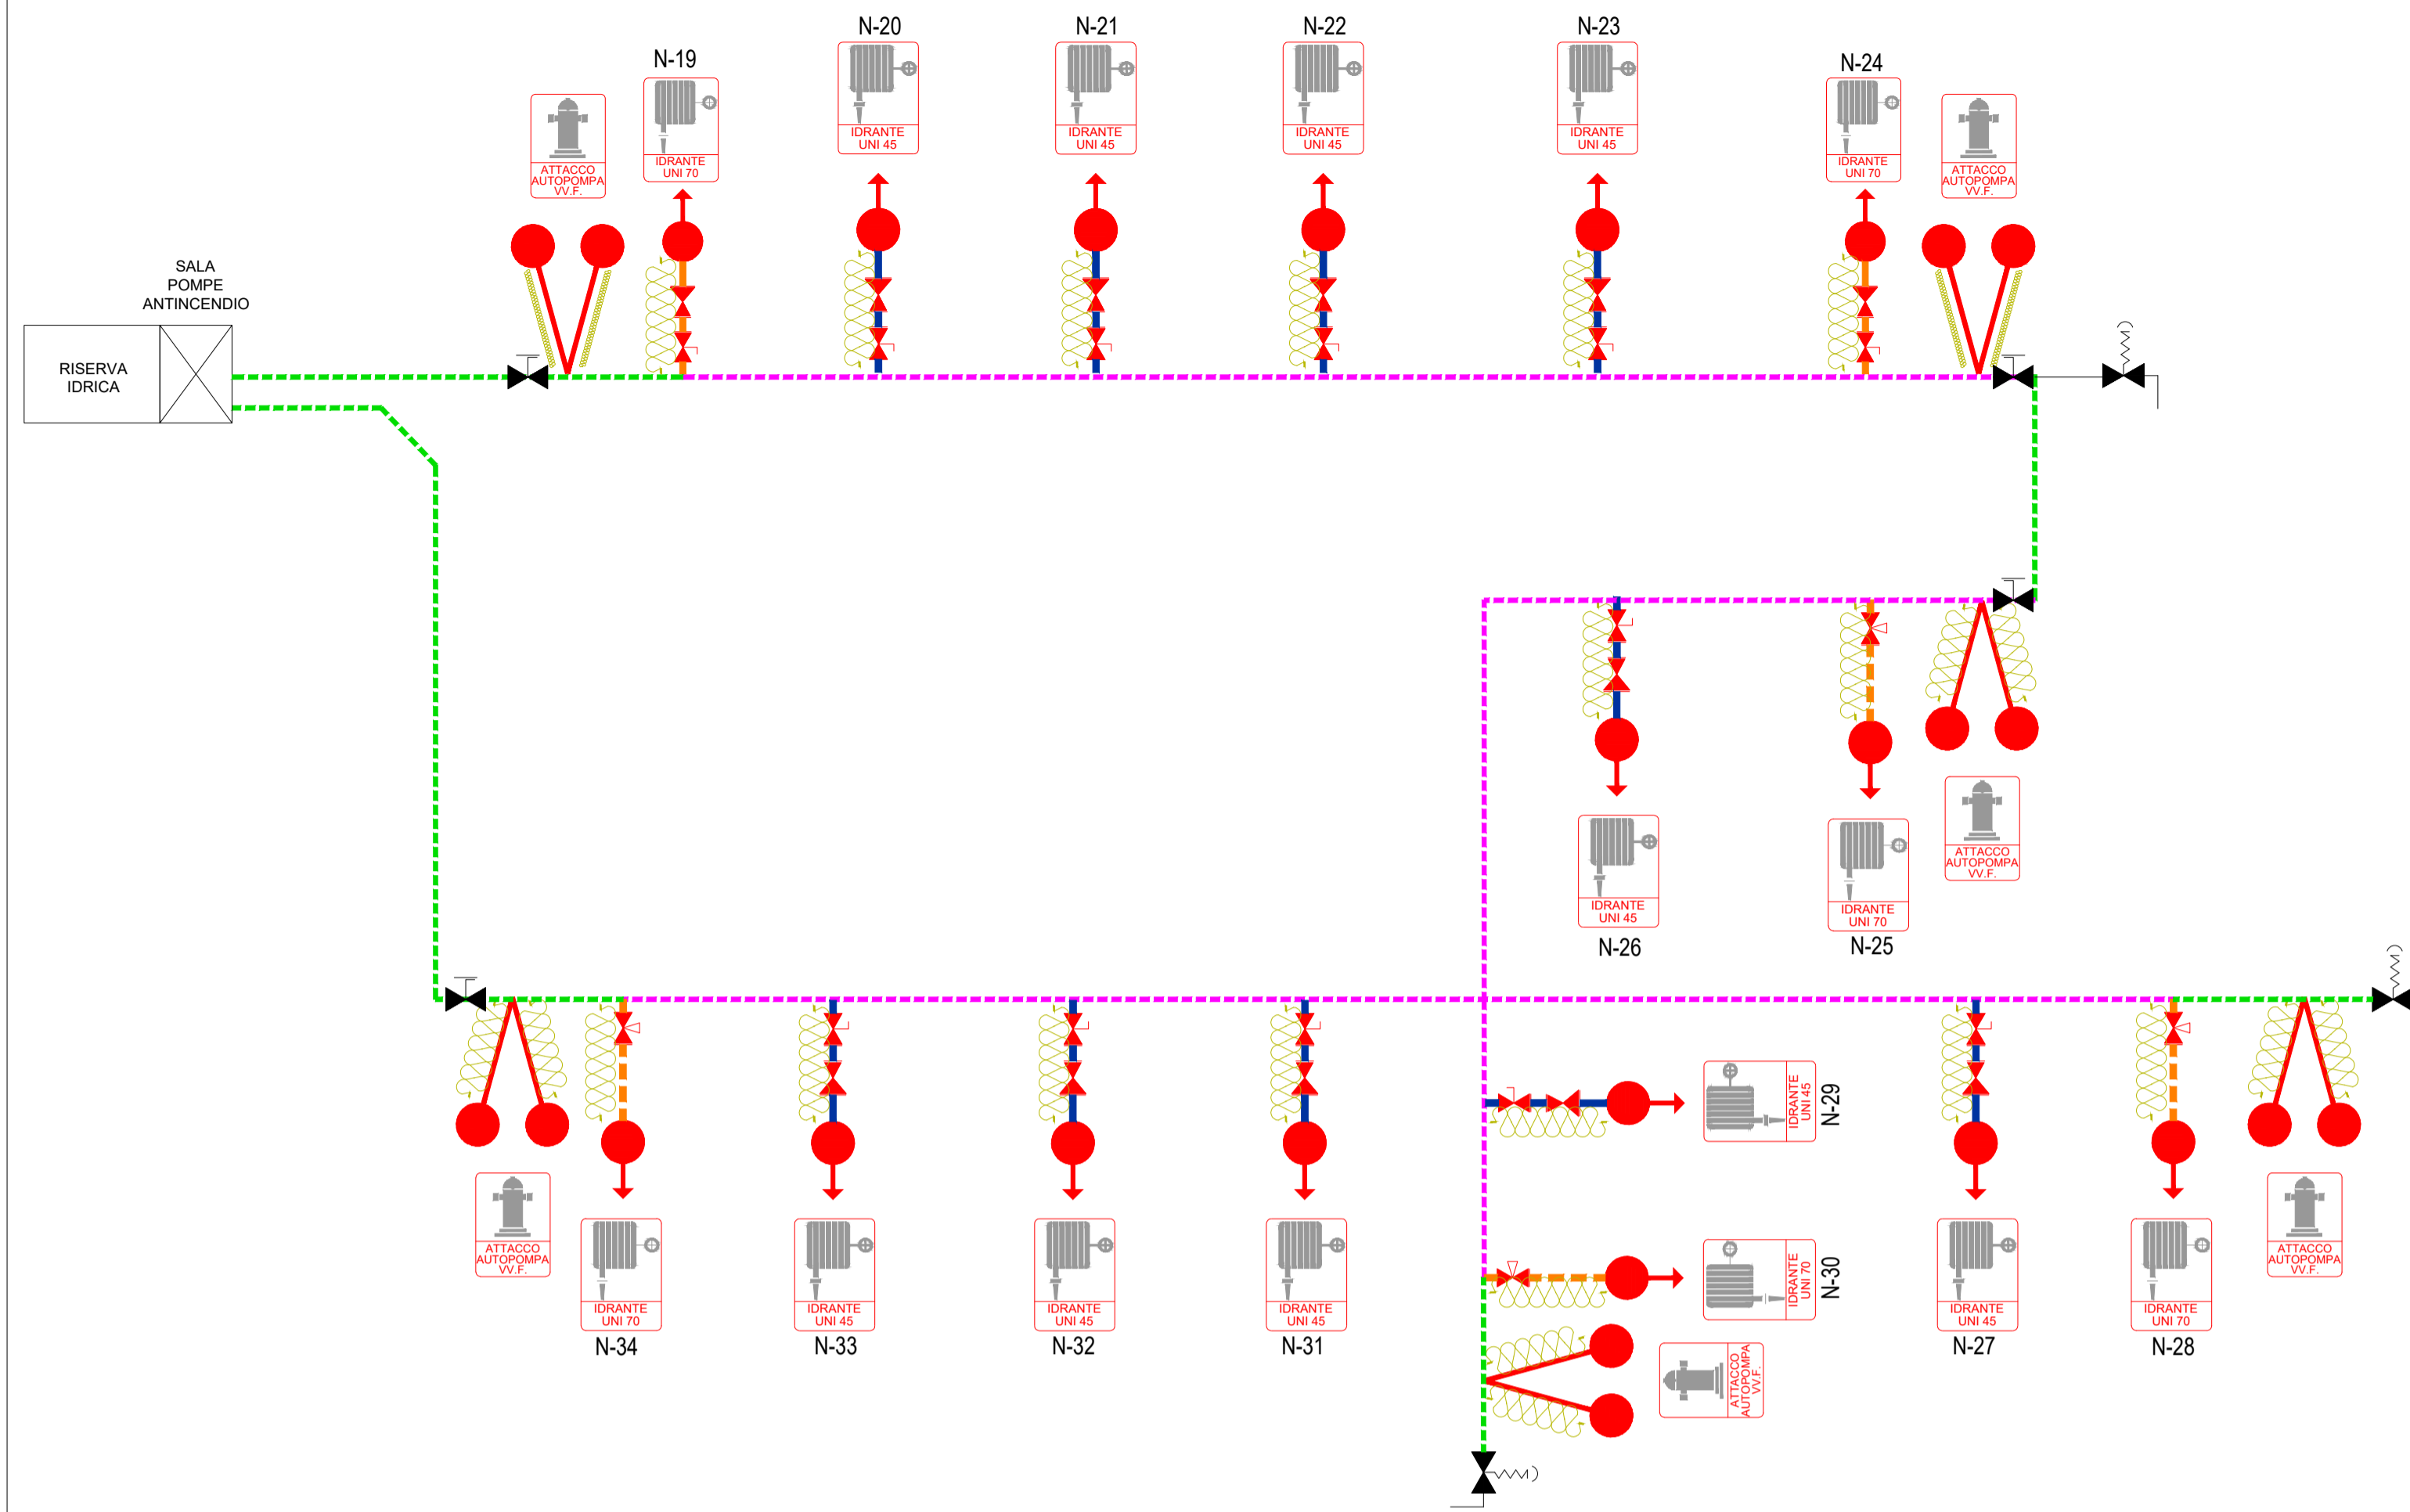 N-20
N-21
N-22
N-23
N-19
N-24
IDRANTE
UNI 45
IDRANTE
UNI 45
IDRANTE
UNI 45
IDRANTE
UNI 45
ATTACCO
AUTOPOMPA
VV.F.
IDRANTE
UNI 70
IDRANTE
UNI 70
ATTACCO
AUTOPOMPA
VV.F.
SALA
POMPE
ANTINCENDIO
RISERVA
IDRICA
IDRANTE
UNI 45
N-26
IDRANTE
UNI 70
N-25
ATTACCO
AUTOPOMPA
VV.F.
IDRANTE
UNI 45
N-29
IDRANTE
UNI 70
N-30
ATTACCO
AUTOPOMPA
VV.F.
ATTACCO
AUTOPOMPA
VV.F.
IDRANTE
UNI 70
N-34
IDRANTE
UNI 45
N-33
IDRANTE
UNI 45
N-32
IDRANTE
UNI 45
N-31
IDRANTE
UNI 45
N-27
IDRANTE
UNI 70
N-28
ATTACCO
AUTOPOMPA
VV.F.